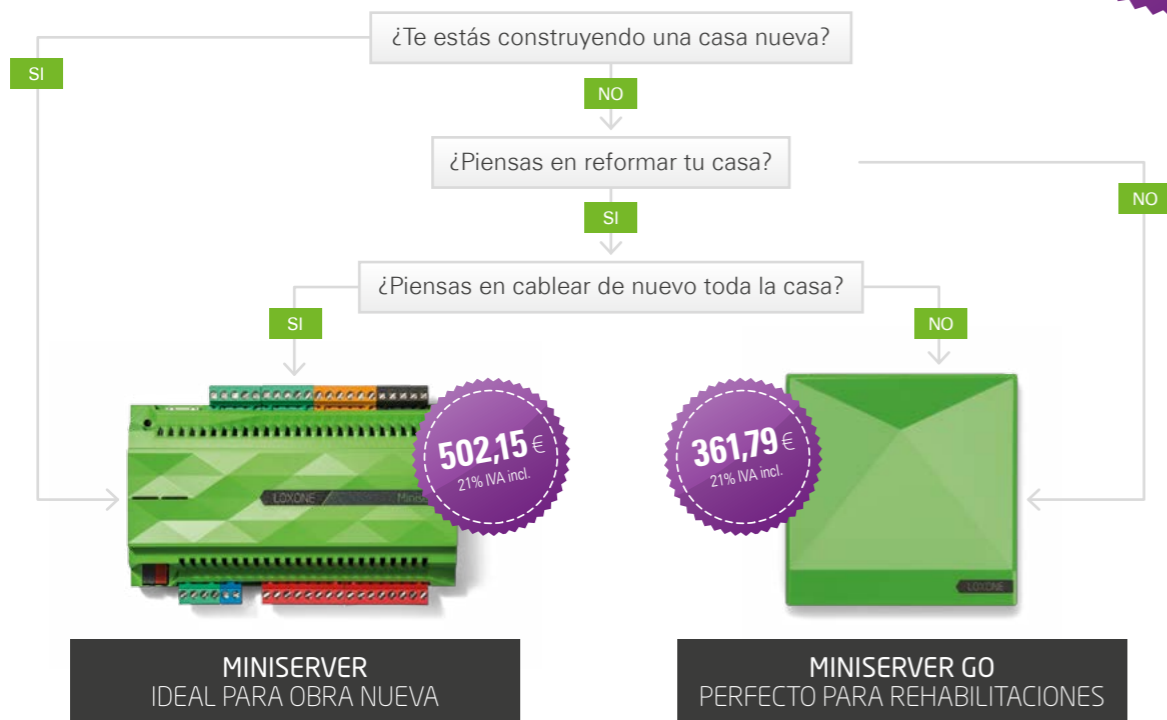 ¿Te estás construyendo una casa nueva?
SI
NO
¿Piensas en reformar tu casa?
NO
SI
¿Piensas en cablear de nuevo toda la casa?
SI
NO
502,15 €
21% IVA incl.
361,79 €
21% IVA incl.
LOXONE
LOXONE
MINISERVER
IDEAL PARA OBRA NUEVA
MINISERVER GO
PERFECTO PARA REHABILITACIONES